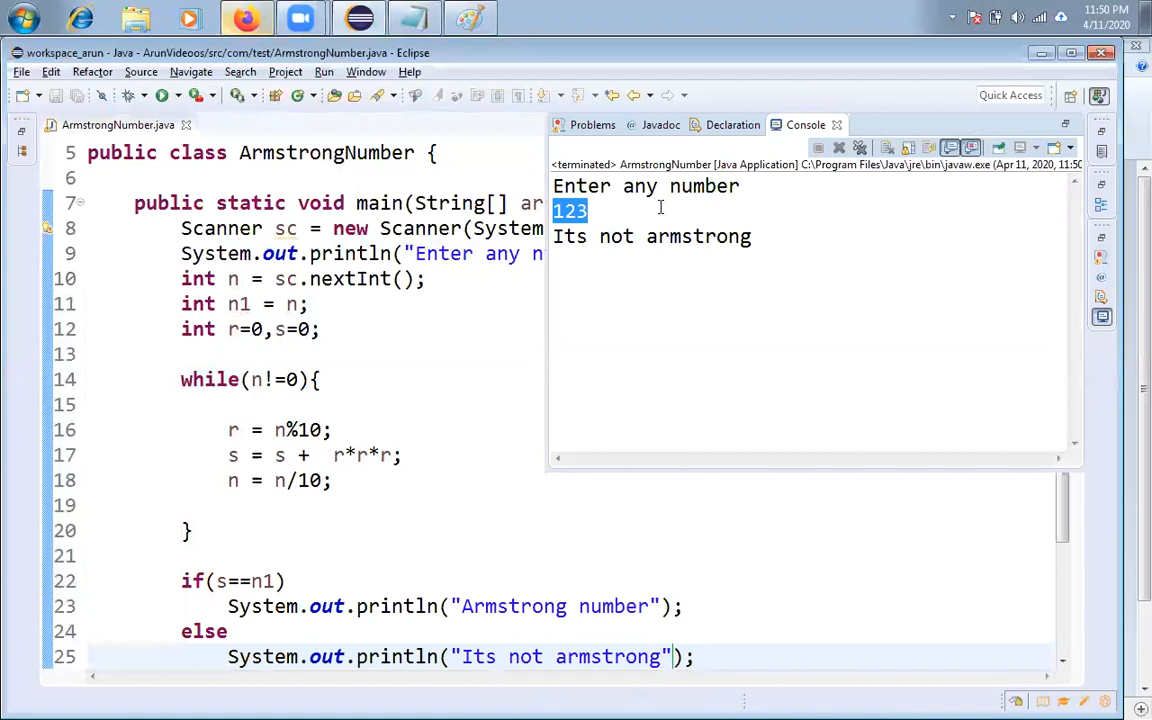 11:50 PM
4/11/2020
workspace_arun - Java - ArunVideoos/src/com/test/ArmstrongNumber.java - Eclipse
File Edit Refactor Source Navigate Search Project Run Window Help
Quick Access
ArmstrongNumber.java
Problems @ Javadoc Declaration Console
<terminated> ArmstrongNumber [Java Application] C:\Program Files\Java\jre\bin\javaw.exe (Apr 11, 2020, 11:50
Enter any number
123
Its not armstrong
5 public class ArmstrongNumber {
6
7 public static void main(String[] ar
8 Scanner sc = new Scanner(System
9 System.out.println("Enter any n
10 int n = sc.nextInt();
11 int n1 = n;
12 int r=0,s=0;
13
14 while(n!=0){
15
16 r = n%10;
17 s = s + r*r*r;
18 n = n/10;
19
20 }
21
22 if(s==n1)
23 System.out.println("Armstrong number");
24 else
25 System.out.println("Its not armstrong");